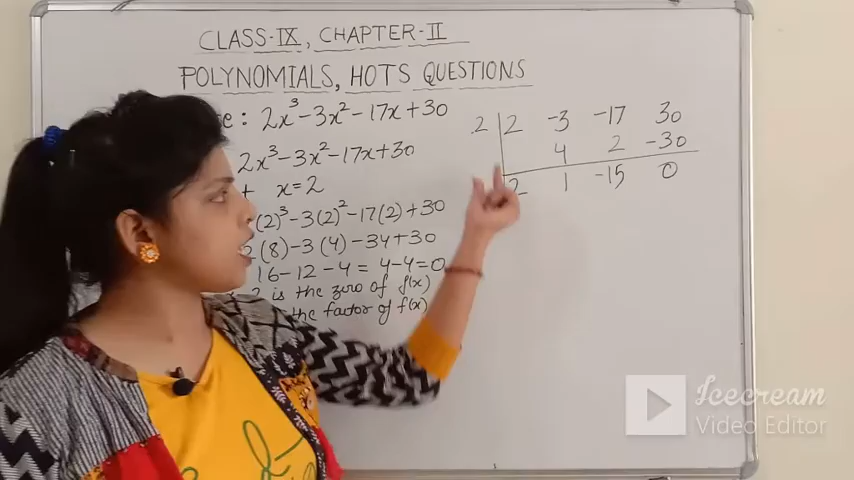 CLASS-IX, CHAPTER-II
POLYNOMIALS, HOTS QUESTIONS
: 2x³-3x²-17x+30
2x³-3x²-17x+30
x=2
(2)³-3(2)²-17(2)+30
(8)-3(4)-34+30
16-12-4 = 4-4=0
is the zero of f(x)
the factor of f(x)
2 | 2 -3 -17 30
4 2 -30
2 1 -15 0
Icecream
Video Editor